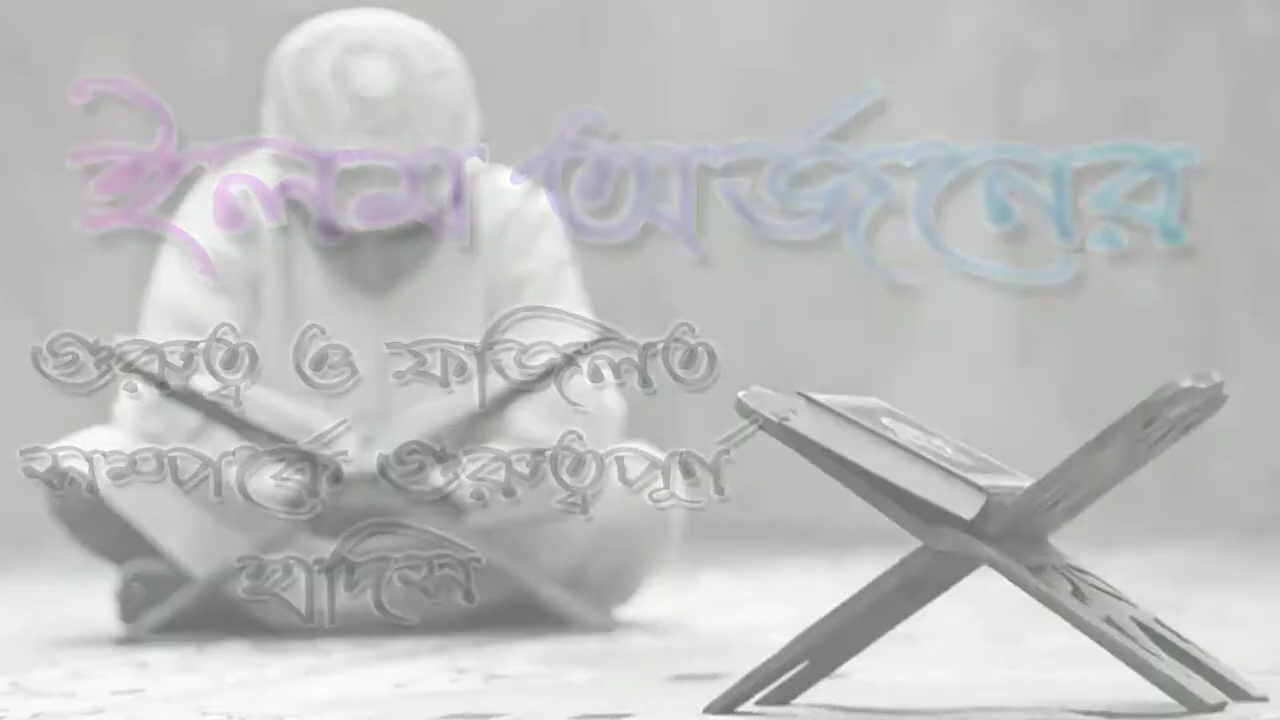 ইলম অর্জনের
গুরুত্ব ও ফজিলত
সম্পর্কে গুরুত্বপূর্ণ
হাদিস